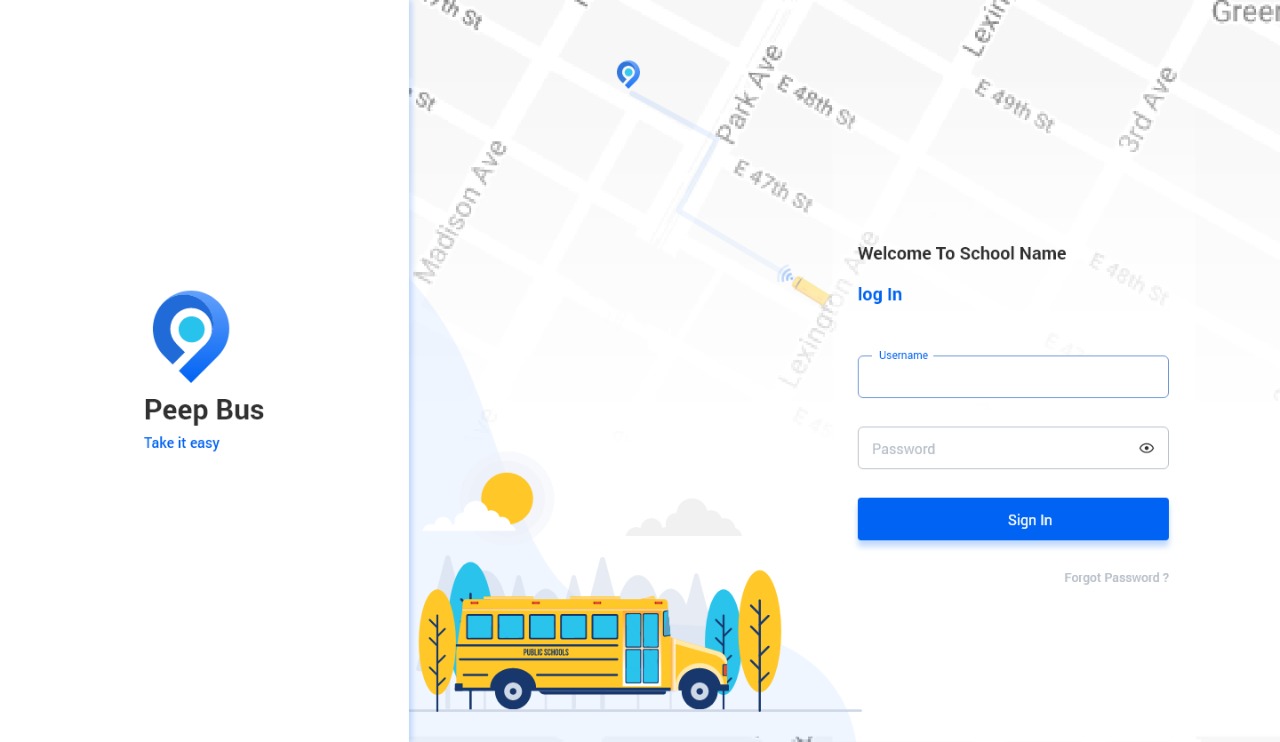 Peep Bus
Take it easy
7th St
St
Madison Ave
Park Ave
E 48th St
E 47th St
Lexington Ave
E 49th St
3rd Ave
E 48th St
Welcome To School Name
log In
Username
Password
Sign In
Forgot Password ?
PUBLIC SCHOOLS